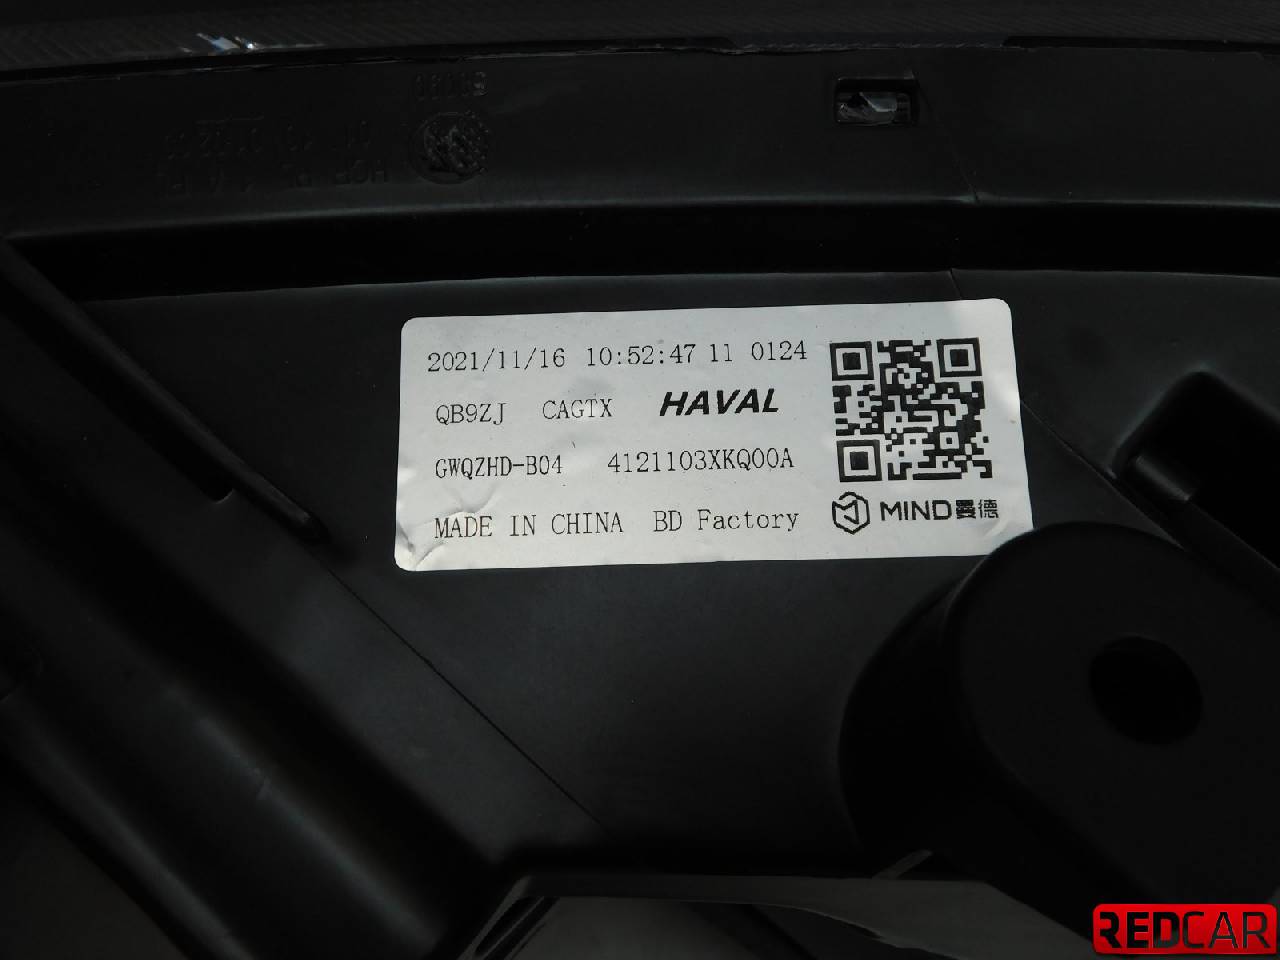 2021/11/16 10:52:47 11 0124
QB9ZJ CAGTX HAVAL
GWQZHD-B04 4121103XKQ00A
MADE IN CHINA BD Factory
MIND曼德
REDCAR